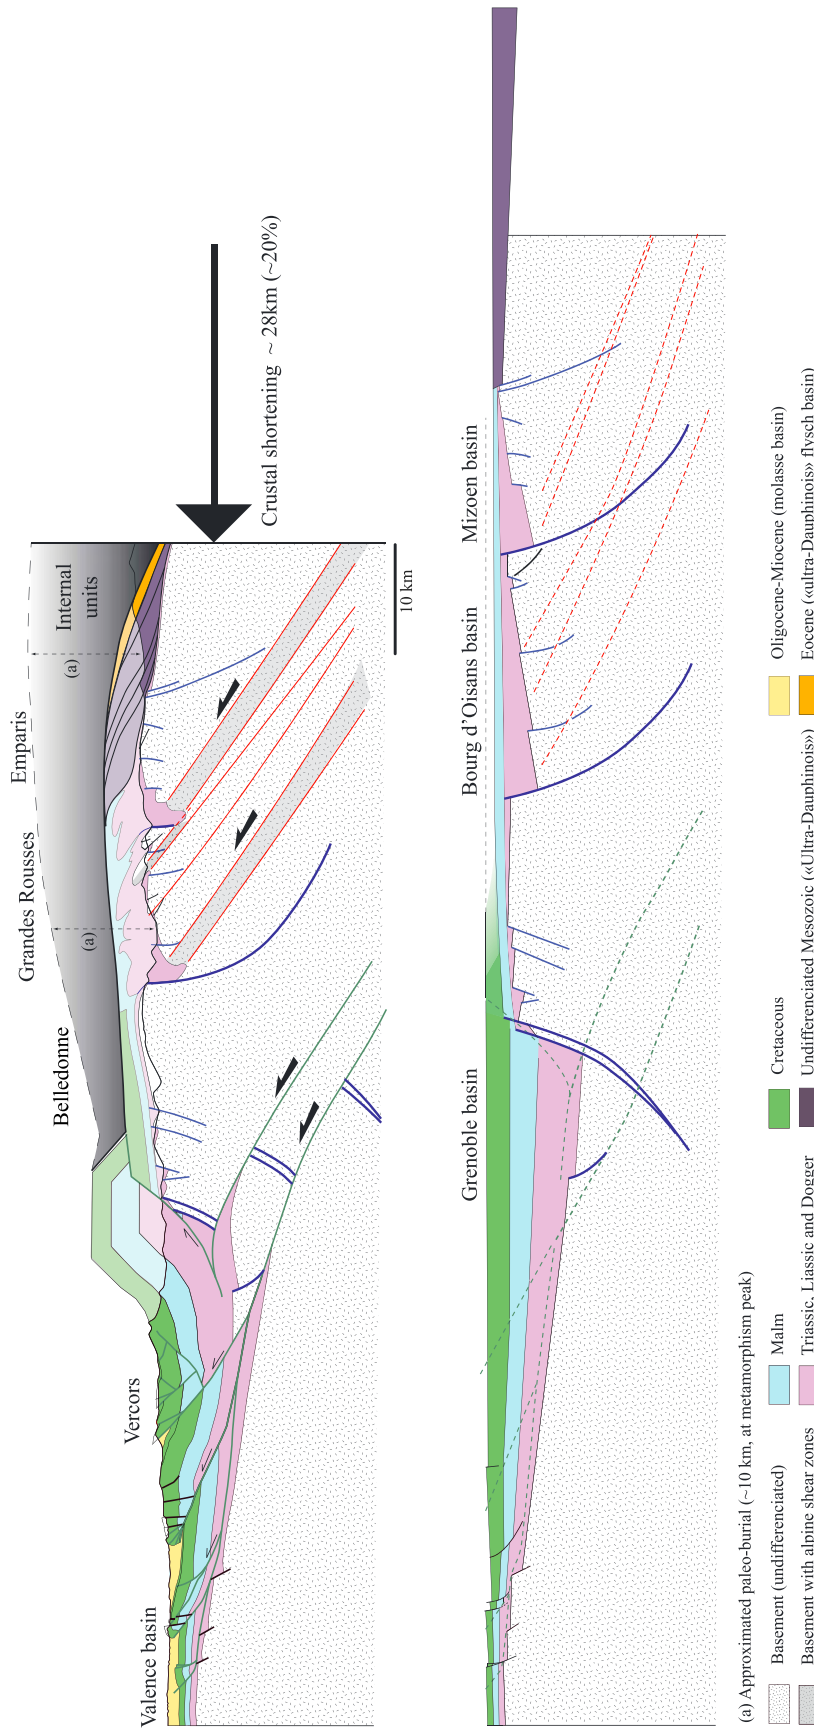 Valence basin
Vercors
Belledonne
Grandes Rousses
Emparis
Internal
units
(a)
(a)
Crustal shortening ~ 28km (~20%)
10 km
Grenoble basin
Bourg d’Oisans basin
Mizoen basin
(a) Approximated paleo-burial (~10 km, at metamorphism peak)
Basement (undifferenciated)
Malm
Cretaceous
Oligocene-Miocene (molasse basin)
Basement with alpine shear zones
Triassic, Liassic and Dogger
Undifferenciated Mesozoic («Ultra-Dauphinois»)
Eocene («ultra-Dauphinois» flysch basin)